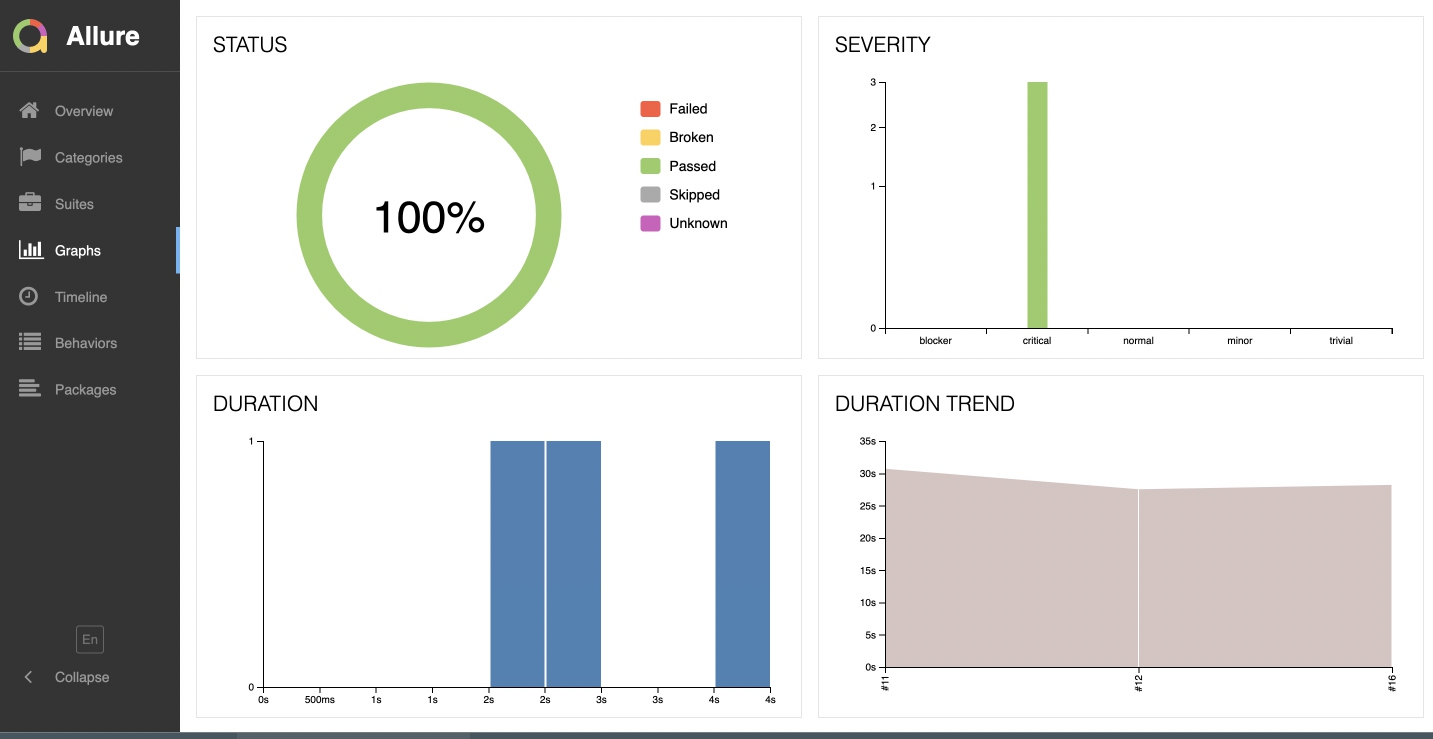 Allure
Overview
Categories
Suites
Graphs
Timeline
Behaviors
Packages
En
Collapse
STATUS
100%
Failed
Broken
Passed
Skipped
Unknown
SEVERITY
3
2
1
0
blocker critical normal minor trivial
DURATION
1
0
0s 500ms 1s 1s 2s 2s 3s 3s 4s 4s
DURATION TREND
35s
30s
25s
20s
15s
10s
5s
0s
#11 #12 #16